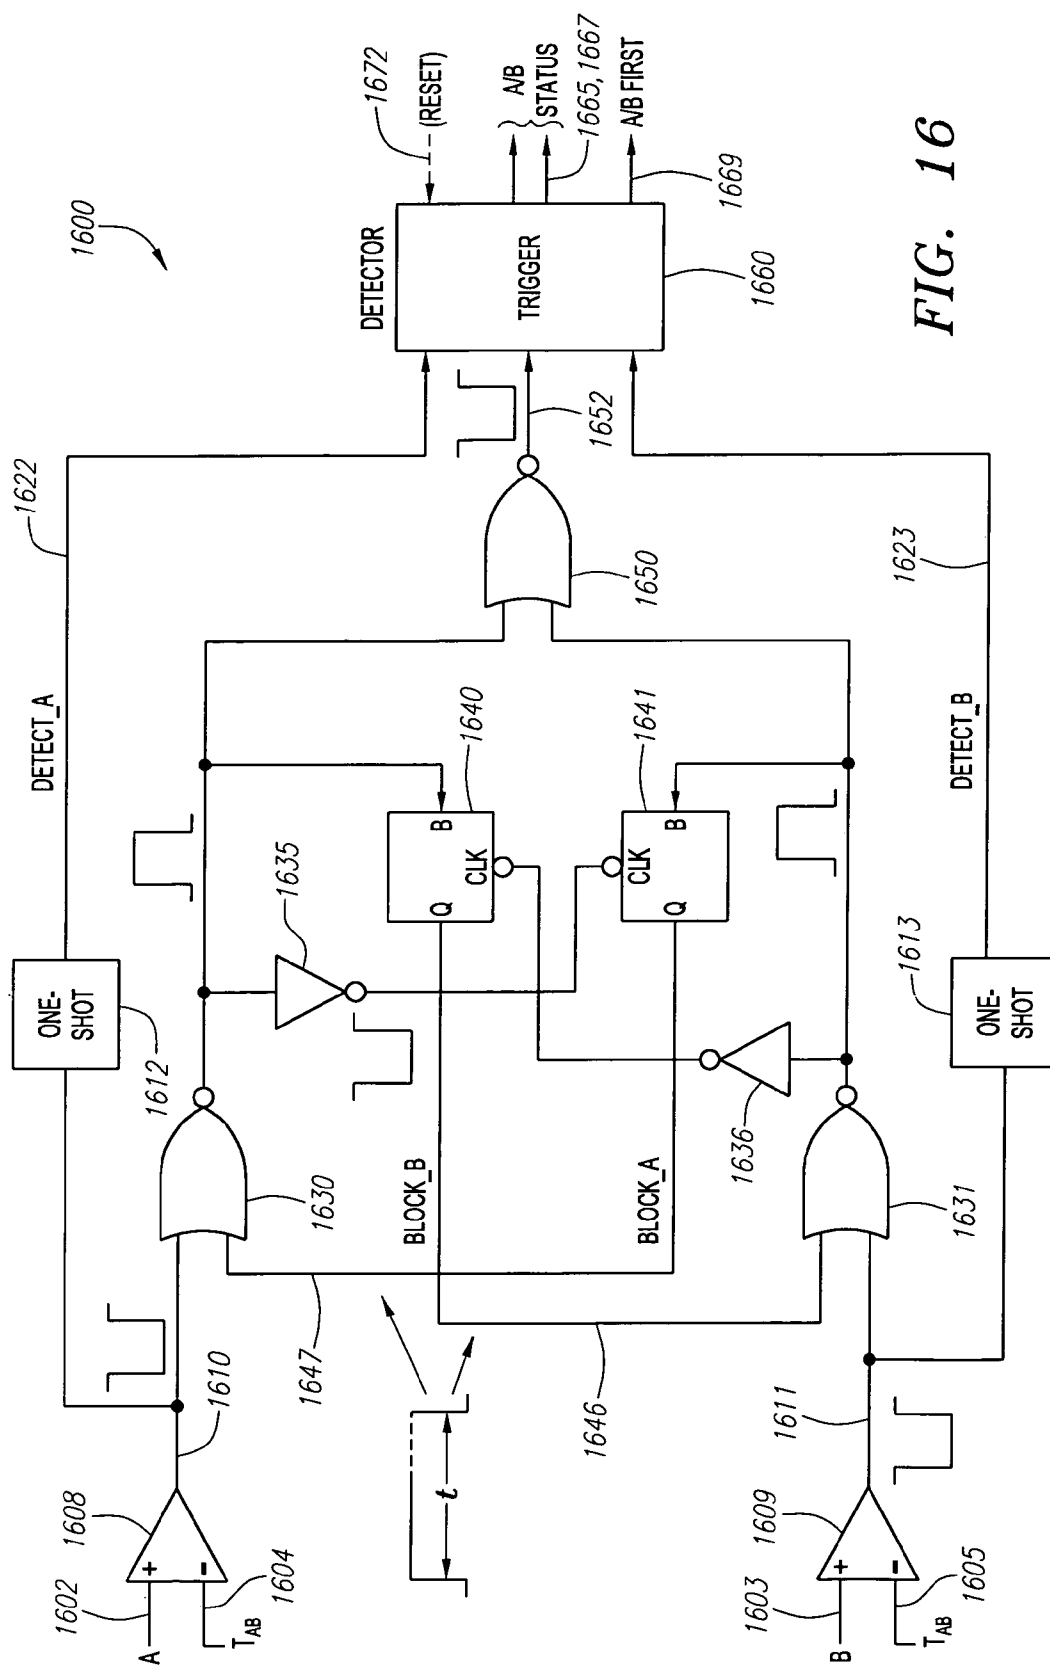 1600
DETECT_A
1622
ONE-
SHOT
1612
1602
A
+
-
1604
T_AB
1608
1610
1630
1647
1635
BLOCK_B
BLOCK_A
B
CLK
Q
1640
B
CLK
Q
1641
t
1646
1636
1650
1652
DETECTOR
TRIGGER
1660
1672
(RESET)
A/B
STATUS
1665, 1667
A/B FIRST
1669
1603
B
+
-
1605
T_AB
1609
1611
1631
ONE-
SHOT
1613
DETECT_B
1623
FIG. 16